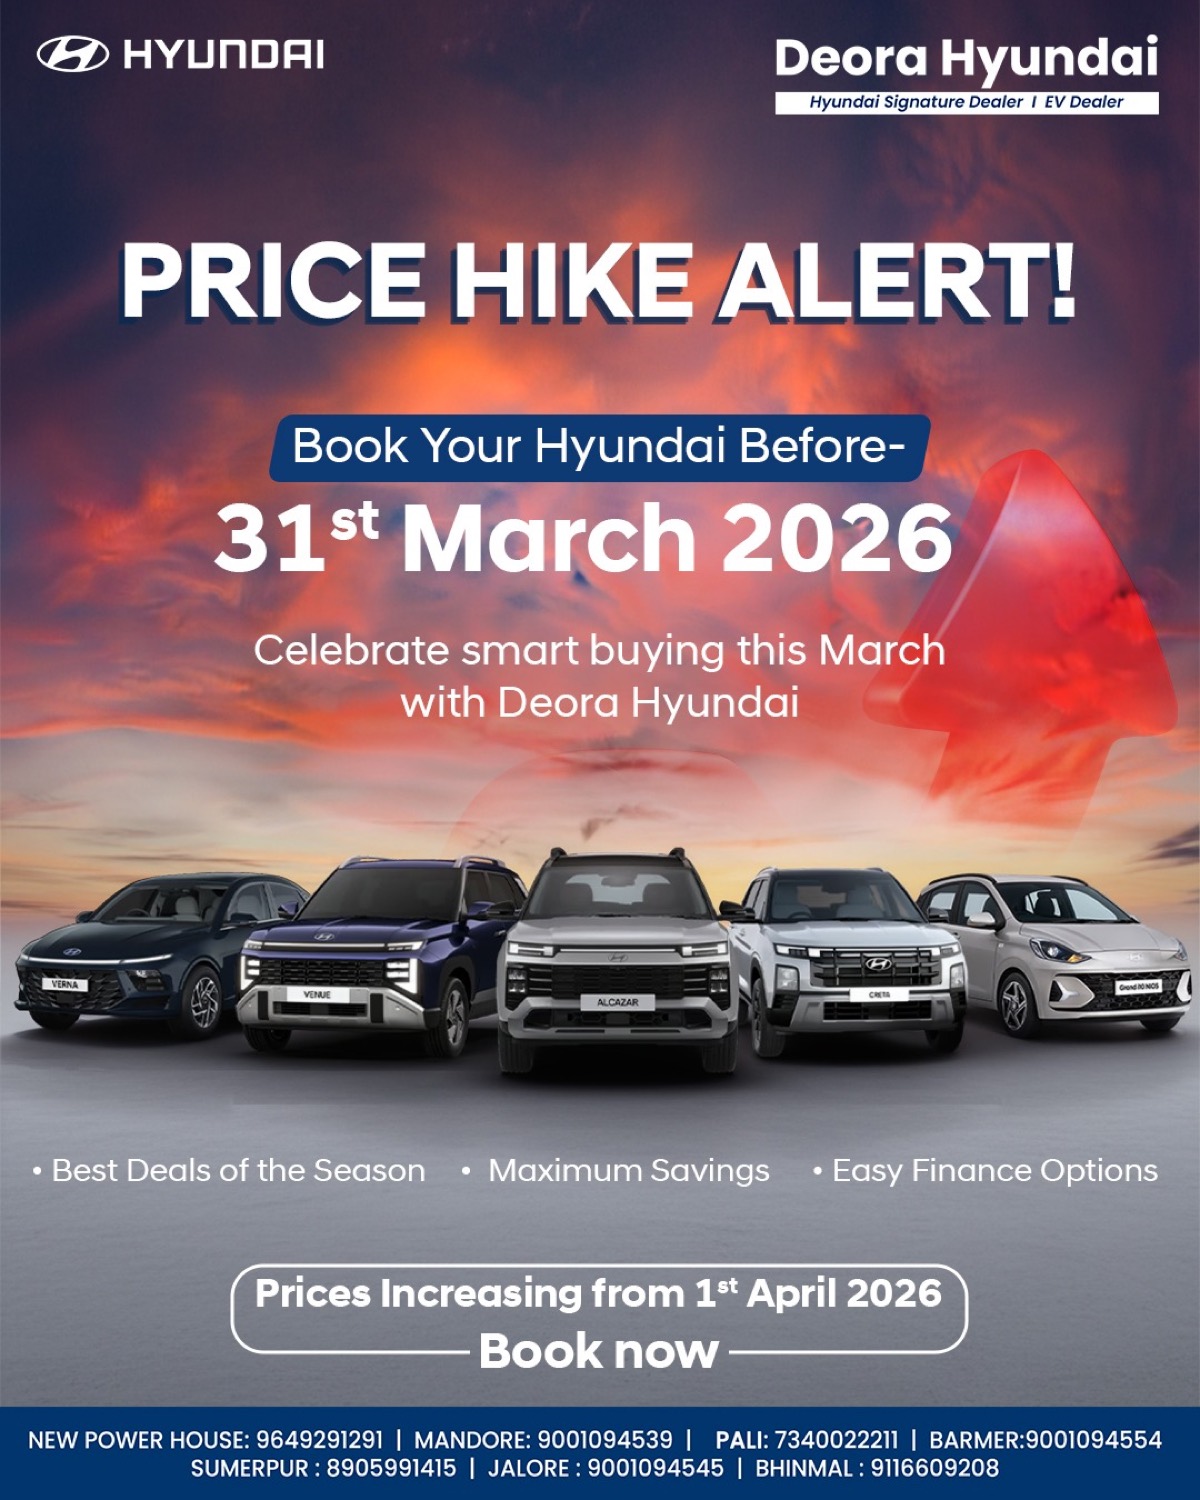 HYUNDAI
Deora Hyundai
Hyundai Signature Dealer I EV Dealer
PRICE HIKE ALERT!
Book Your Hyundai Before-
31st March 2026
Celebrate smart buying this March
with Deora Hyundai
VERNA
VENUE
ALCAZAR
CRETA
Grand i10 NIOS
• Best Deals of the Season • Maximum Savings • Easy Finance Options
Prices Increasing from 1st April 2026
Book now
NEW POWER HOUSE: 9649291291 | MANDORE: 9001094539 | PALI: 7340022211 | BARMER:9001094554
SUMERPUR : 8905991415 | JALORE : 9001094545 | BHINMAL : 9116609208